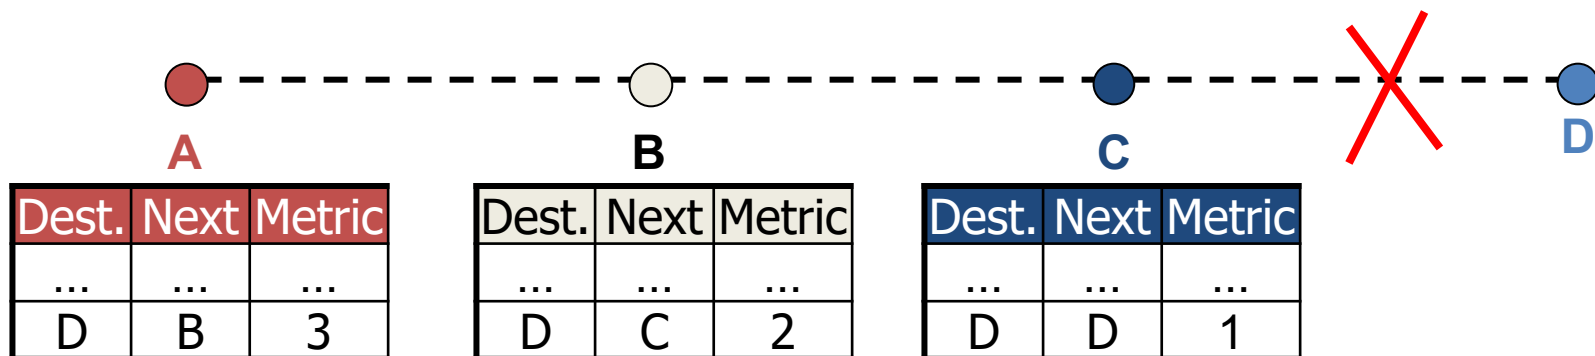 A B C D
Dest. Next Metric
... ... ...
D B 3
Dest. Next Metric
... ... ...
D C 2
Dest. Next Metric
... ... ...
D D 1